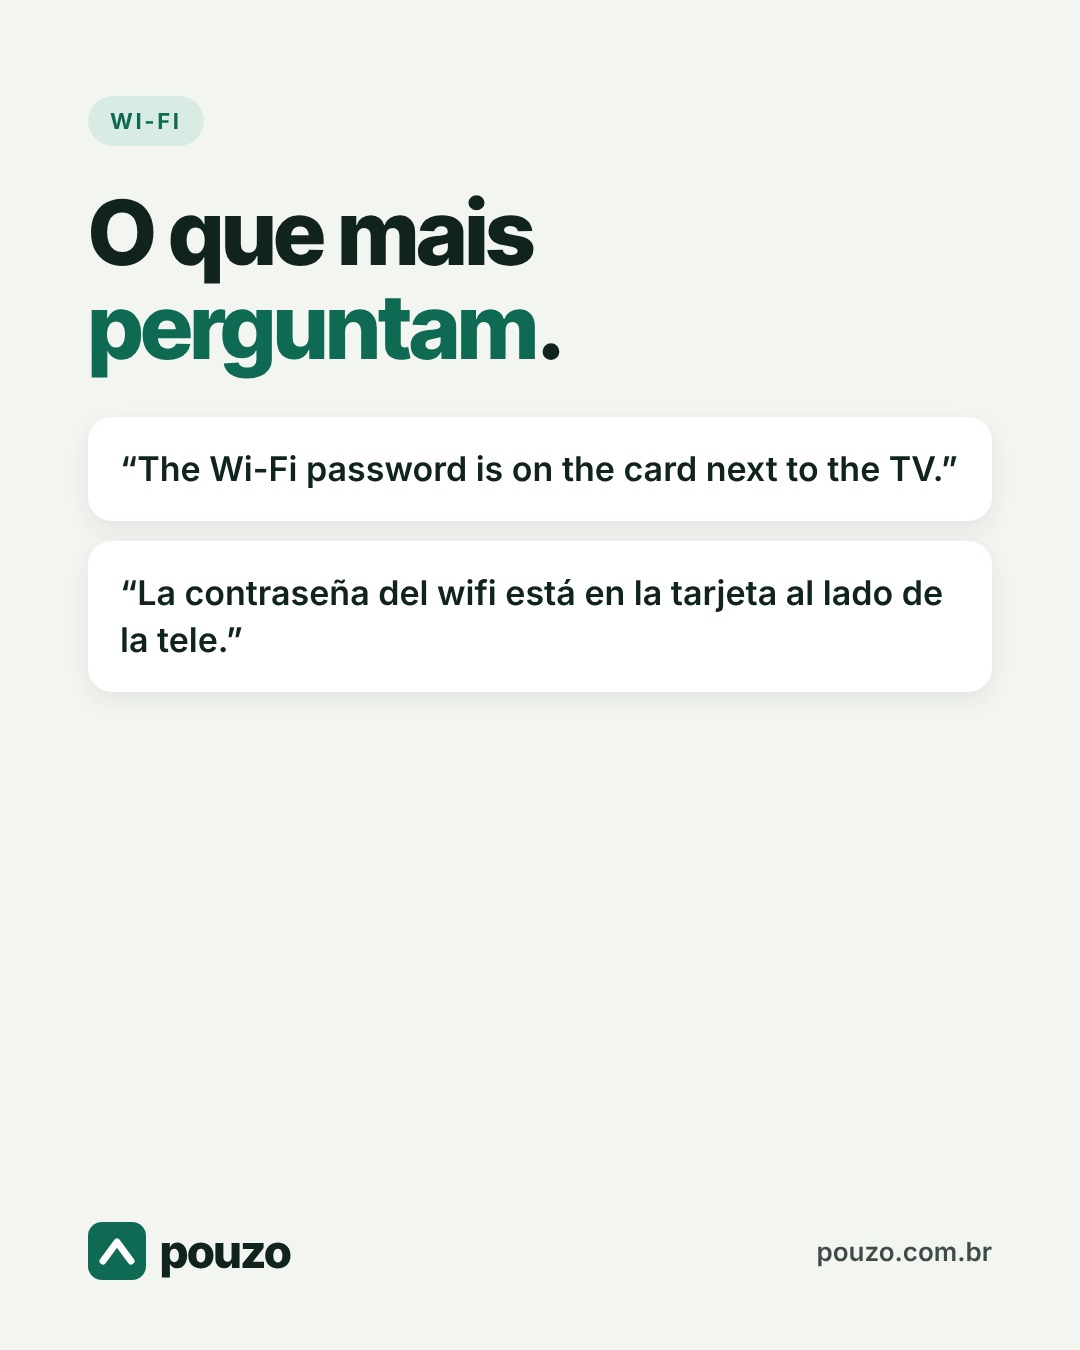 WI-FI
O que mais
perguntam.
“The Wi-Fi password is on the card next to the TV.”
“La contraseña del wifi está en la tarjeta al lado de
la tele.”
pouzo
pouzo.com.br